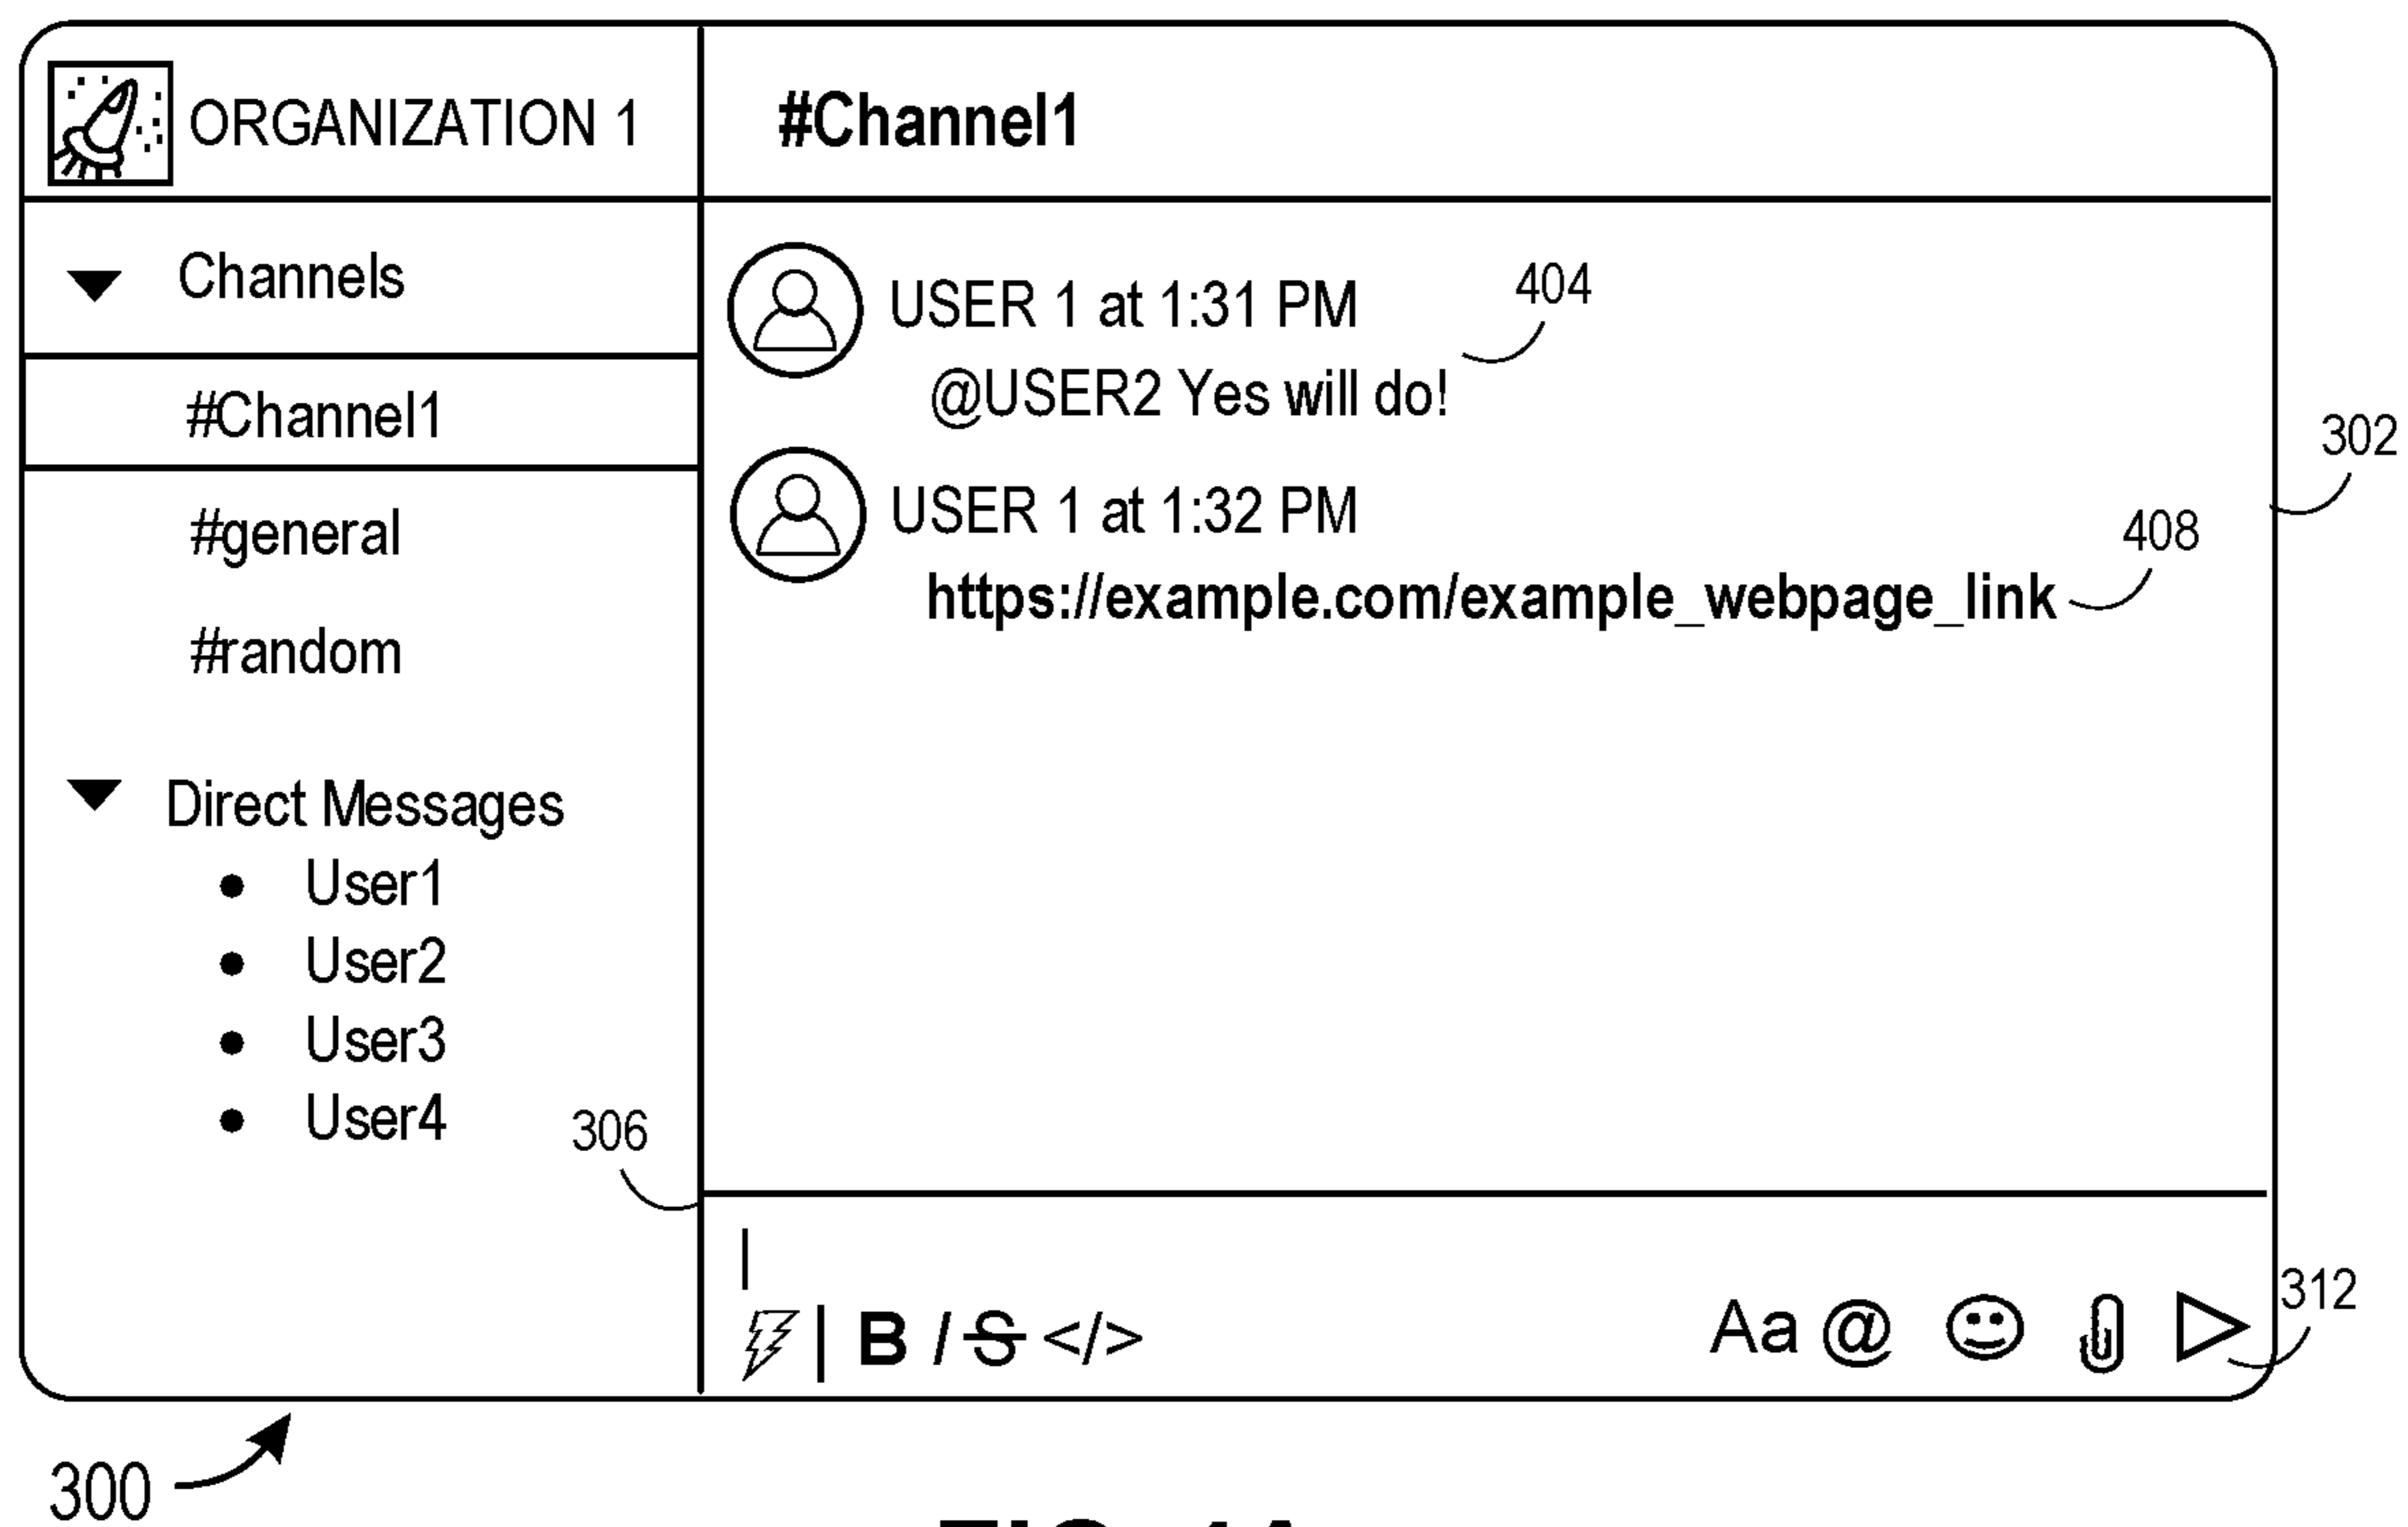 ORGANIZATION 1
#Channel1
Channels
#Channel1
#general
#random
Direct Messages
• User1
• User2
• User3
• User4
306
USER 1 at 1:31 PM
404
@USER2 Yes will do!
302
USER 1 at 1:32 PM
408
https://example.com/example_webpage_link
| B I S </>
Aa @
312
300